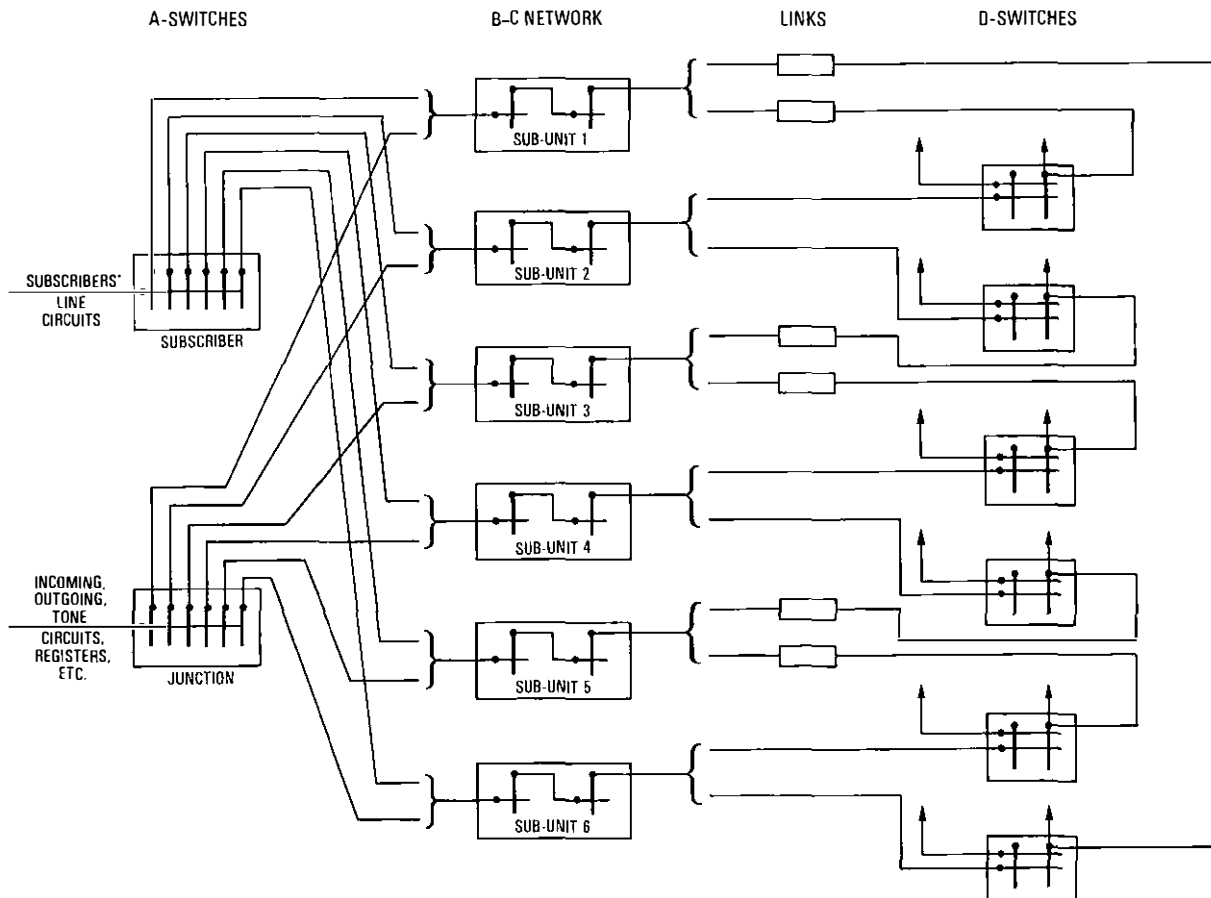 A-SWITCHES
B–C NETWORK
LINKS
D-SWITCHES
SUB-UNIT 1
SUB-UNIT 2
SUBSCRIBERS'
LINE
CIRCUITS
SUBSCRIBER
SUB-UNIT 3
SUB-UNIT 4
INCOMING,
OUTGOING,
TONE
CIRCUITS,
REGISTERS,
ETC.
JUNCTION
SUB-UNIT 5
SUB-UNIT 6